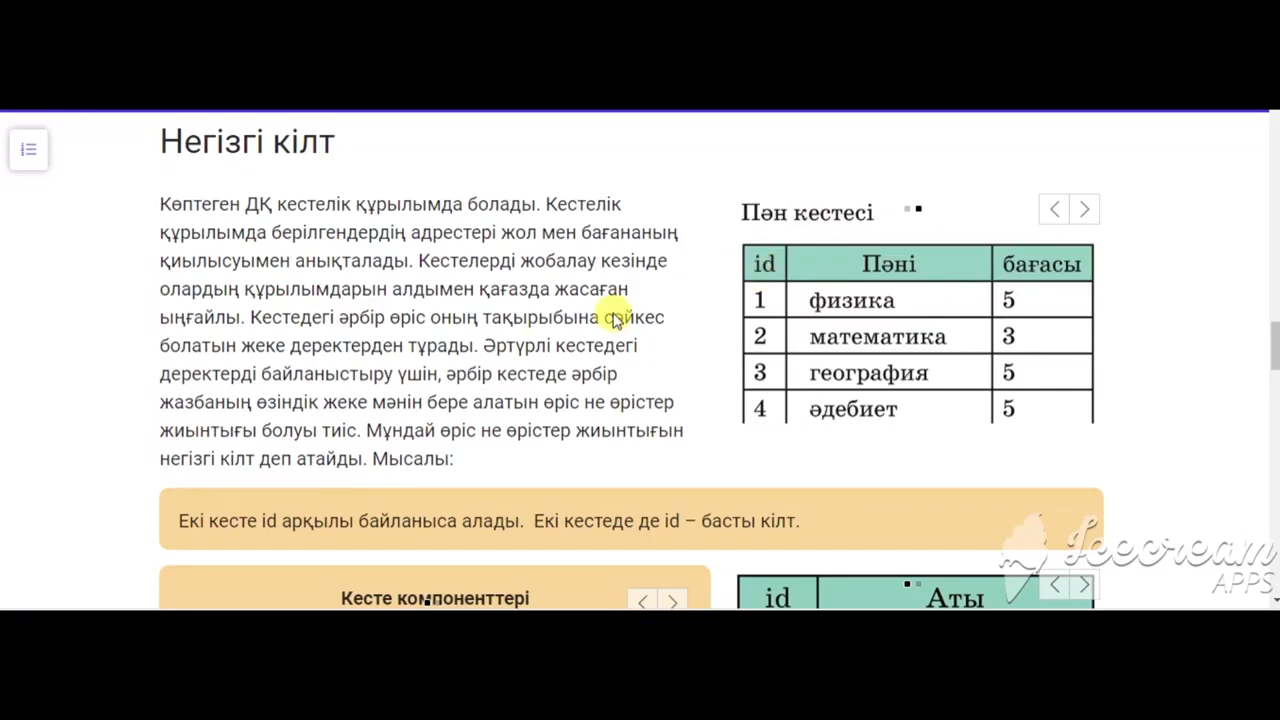 Негізгі кілт
Көптеген ДҚ кестелік құрылымда болады. Кестелік
құрылымда берілгендердің адрестері жол мен бағананың
қиылысуымен анықталады. Кестелерді жобалау кезінде
олардың құрылымдарын алдымен қағазда жасаған
ыңғайлы. Кестедегі әрбір өріс оның тақырыбына сәйкес
болатын жеке деректерден тұрады. Әртүрлі кестедегі
деректерді байланыстыру үшін, әрбір кестеде әрбір
жазбаның өзіндік жеке мәнін бере алатын өріс не өрістер
жиынтығы болуы тиіс. Мұндай өріс не өрістер жиынтығын
негізгі кілт деп атайды. Мысалы:
Пән кестесі
id Пәні бағасы
1 физика 5
2 математика 3
3 география 5
4 әдебиет 5
Екі кесте id арқылы байланыса алады. Екі кестеде де id – басты кілт.
Кесте компоненттері
id Аты
Icecream
APPS